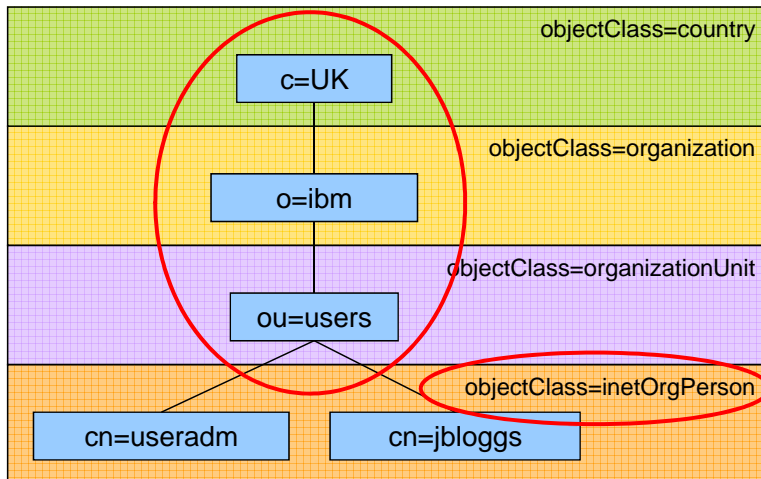 objectClass=country
c=UK
objectClass=organization
o=ibm
objectClass=organizationUnit
ou=users
objectClass=inetOrgPerson
cn=useradm
cn=jbloggs